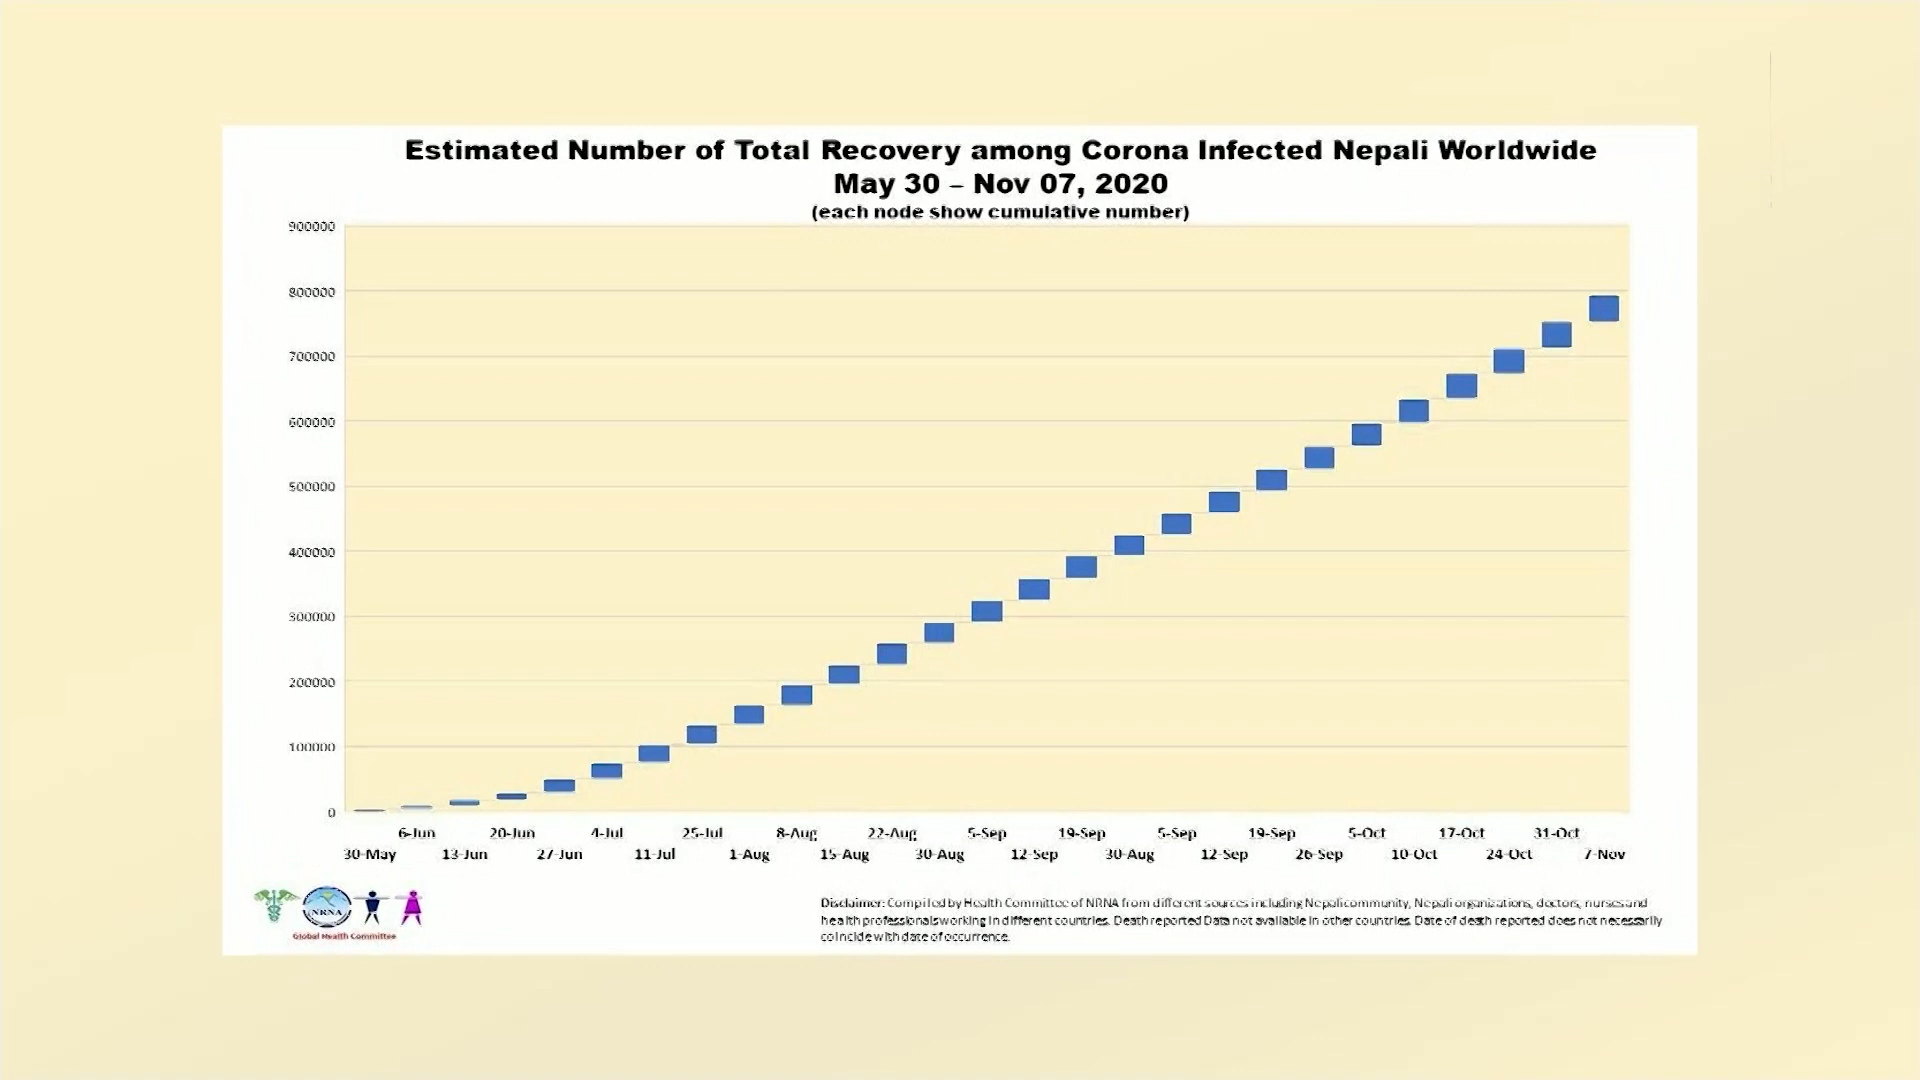 Estimated Number of Total Recovery among Corona Infected Nepali Worldwide
May 30 – Nov 07, 2020
(each node show cumulative number)
900000
800000
700000
600000
500000
400000
300000
200000
100000
0
6-Jun 20-Jun 4-Jul 25-Jul 8-Aug 22-Aug 5-Sep 19-Sep 5-Sep 19-Sep 5-Oct 17-Oct 31-Oct
30-May 13-Jun 27-Jun 11-Jul 1-Aug 15-Aug 30-Aug 12-Sep 30-Aug 12-Sep 26-Sep 10-Oct 24-Oct 7-Nov
NRNA
Global Health Committee
Disclaimer: Compiled by Health Committee of NRNA from different sources including Nepali community, Nepali organizations, doctors, nurses and
health professionals working in different countries. Death reported Data not available in other countries. Date of death reported does not necessarily
coincide with date of occurrence.